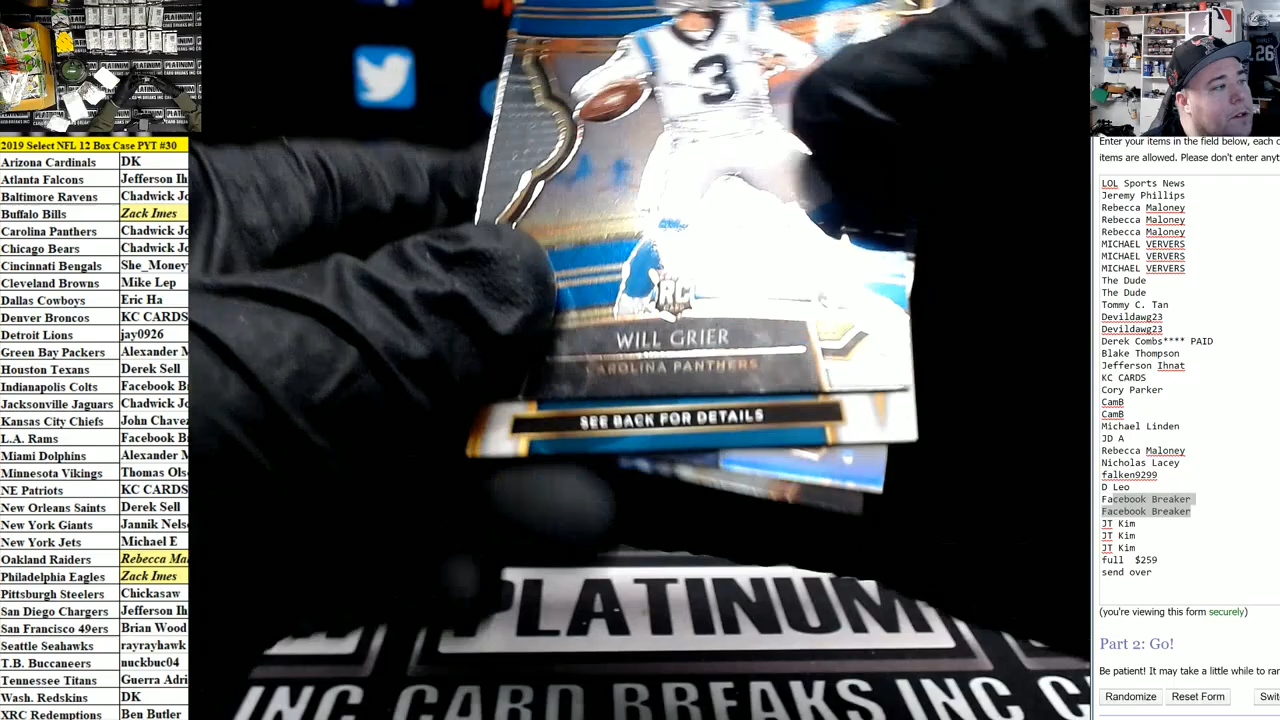 2019 Select NFL 12 Box Case PYT #30
Arizona Cardinals DK
Atlanta Falcons Jefferson Ih
Baltimore Ravens Chadwick Jo
Buffalo Bills Zack Imes
Carolina Panthers Chadwick Jo
Chicago Bears Chadwick Jo
Cincinnati Bengals She_Money
Cleveland Browns Mike Lep
Dallas Cowboys Eric Ha
Denver Broncos KC CARDS
Detroit Lions jay0926
Green Bay Packers Alexander M
Houston Texans Derek Sell
Indianapolis Colts Facebook B
Jacksonville Jaguars Chadwick Jo
Kansas City Chiefs John Chavez
L.A. Rams Facebook B
Miami Dolphins Alexander M
Minnesota Vikings Thomas Ols
NE Patriots KC CARDS
New Orleans Saints Derek Sell
New York Giants Jannik Nels
New York Jets Michael E
Oakland Raiders Rebecca Ma
Philadelphia Eagles Zack Imes
Pittsburgh Steelers Chickasaw
San Diego Chargers Jefferson Ih
San Francisco 49ers Brian Wood
Seattle Seahawks rayrayhawk
T.B. Buccaneers nuckbuc04
Tennessee Titans Guerra Adri
Wash. Redskins DK
XRC Redemptions Ben Butler
3
RC
WILL GRIER
CAROLINA PANTHERS
SEE BACK FOR DETAILS
PLATINUM
INC CARD BREAKS INC C
26
Enter your items in the field below, each o
items are allowed. Please don't enter anyt
LOL Sports News
Jeremy Phillips
Rebecca Maloney
Rebecca Maloney
Rebecca Maloney
MICHAEL VERVERS
MICHAEL VERVERS
MICHAEL VERVERS
The Dude
The Dude
Tommy C. Tan
Devildawg23
Devildawg23
Derek Combs**** PAID
Blake Thompson
Jefferson Ihnat
KC CARDS
Cory Parker
CamB
CamB
Michael Linden
JD A
Rebecca Maloney
Nicholas Lacey
falken9299
D Leo
Facebook Breaker
Facebook Breaker
JT Kim
JT Kim
JT Kim
full $259
send over
(you're viewing this form securely)
Part 2: Go!
Be patient! It may take a little while to ra
Randomize Reset Form Swit